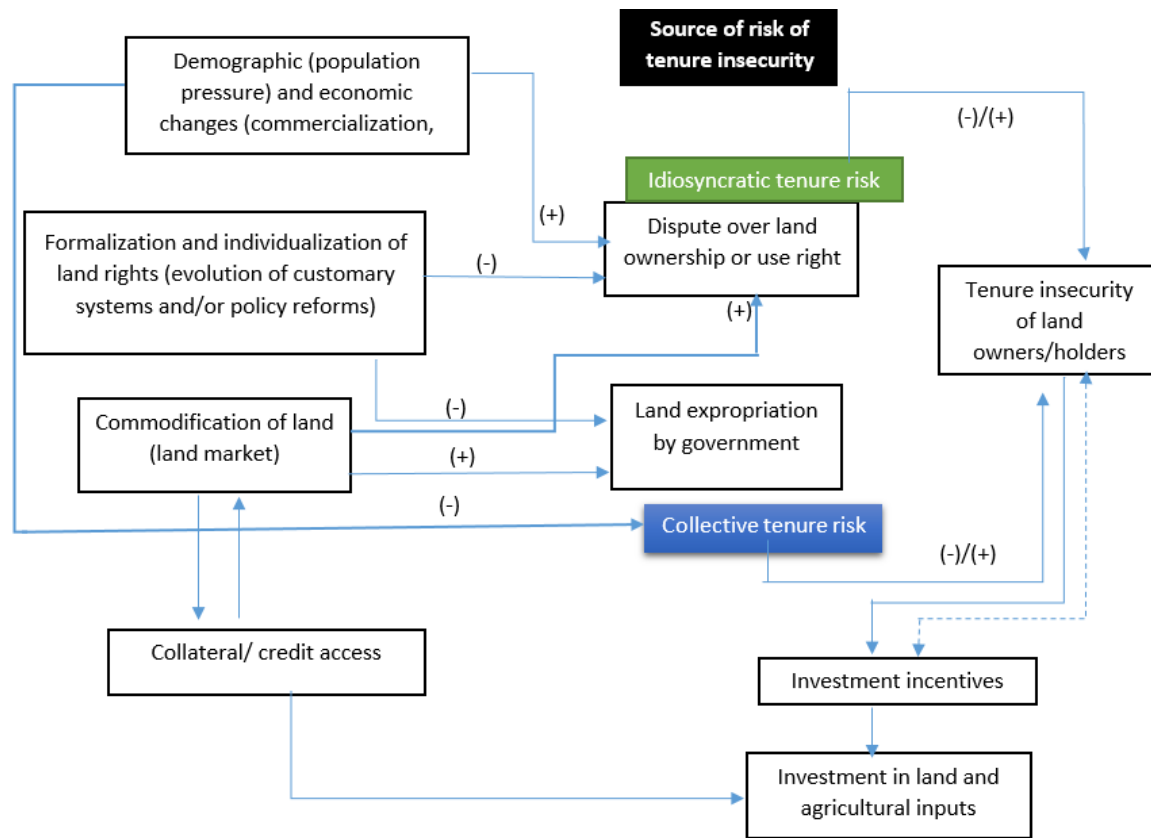 Source of risk of
tenure insecurity
Demographic (population
pressure) and economic
changes (commercialization,
(-)/(+)
Idiosyncratic tenure risk
(+)
Dispute over land
ownership or use right
Formalization and individualization of
land rights (evolution of customary
systems and/or policy reforms)
(-)
(+)
Tenure insecurity
of land
owners/holders
Commodification of land
(land market)
(-)
(+)
Land expropriation
by government
(-)
Collective tenure risk
(-)/(+)
Collateral/ credit access
Investment incentives
Investment in land and
agricultural inputs